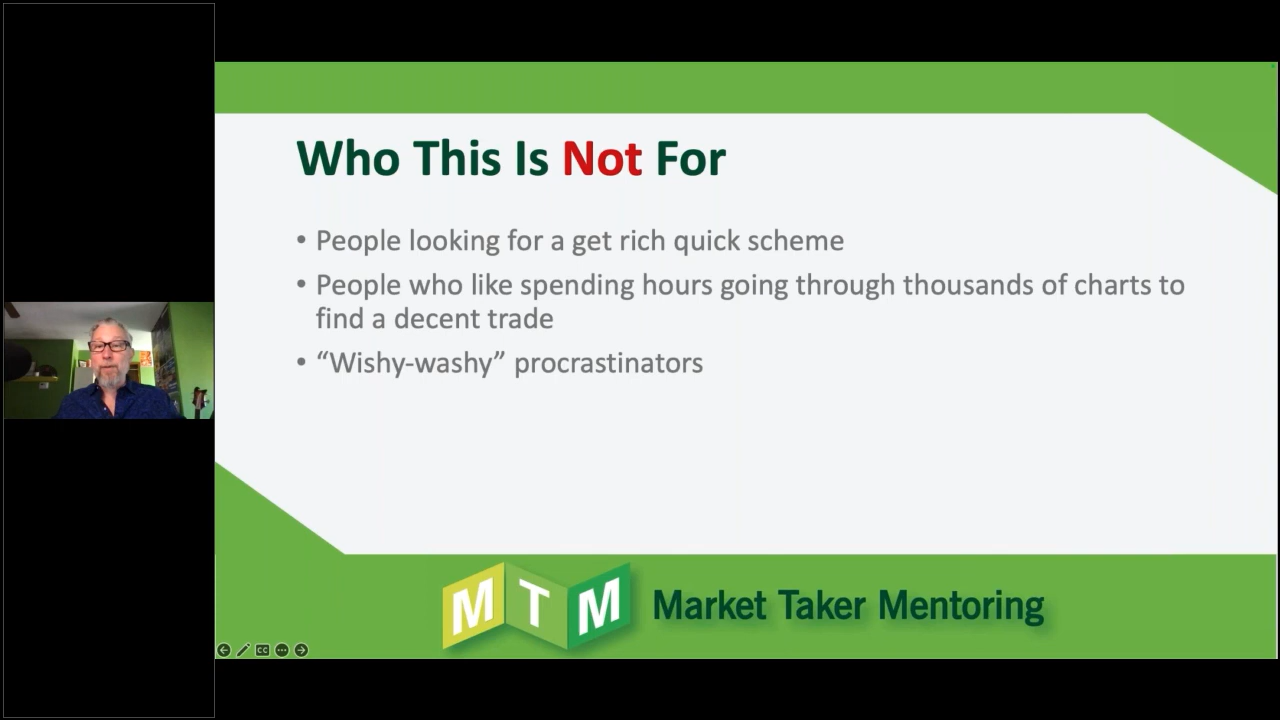 Who This Is Not For
• People looking for a get rich quick scheme
• People who like spending hours going through thousands of charts to
find a decent trade
• “Wishy-washy” procrastinators
MTM Market Taker Mentoring
CC